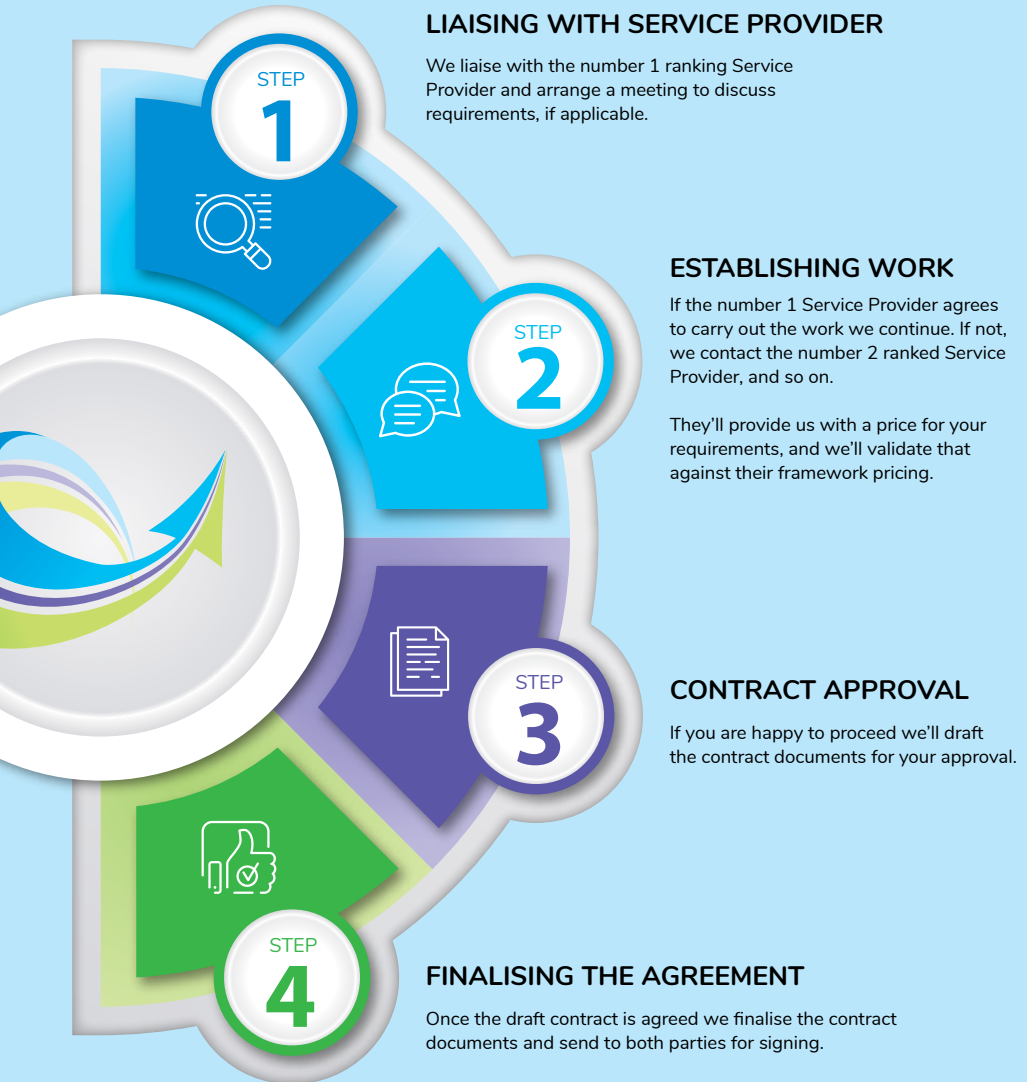 STEP
1
LIAISING WITH SERVICE PROVIDER
We liaise with the number 1 ranking Service
Provider and arrange a meeting to discuss
requirements, if applicable.
STEP
2
ESTABLISHING WORK
If the number 1 Service Provider agrees
to carry out the work we continue. If not,
we contact the number 2 ranked Service
Provider, and so on.
They’ll provide us with a price for your
requirements, and we’ll validate that
against their framework pricing.
STEP
3
CONTRACT APPROVAL
If you are happy to proceed we’ll draft
the contract documents for your approval.
STEP
4
FINALISING THE AGREEMENT
Once the draft contract is agreed we finalise the contract
documents and send to both parties for signing.